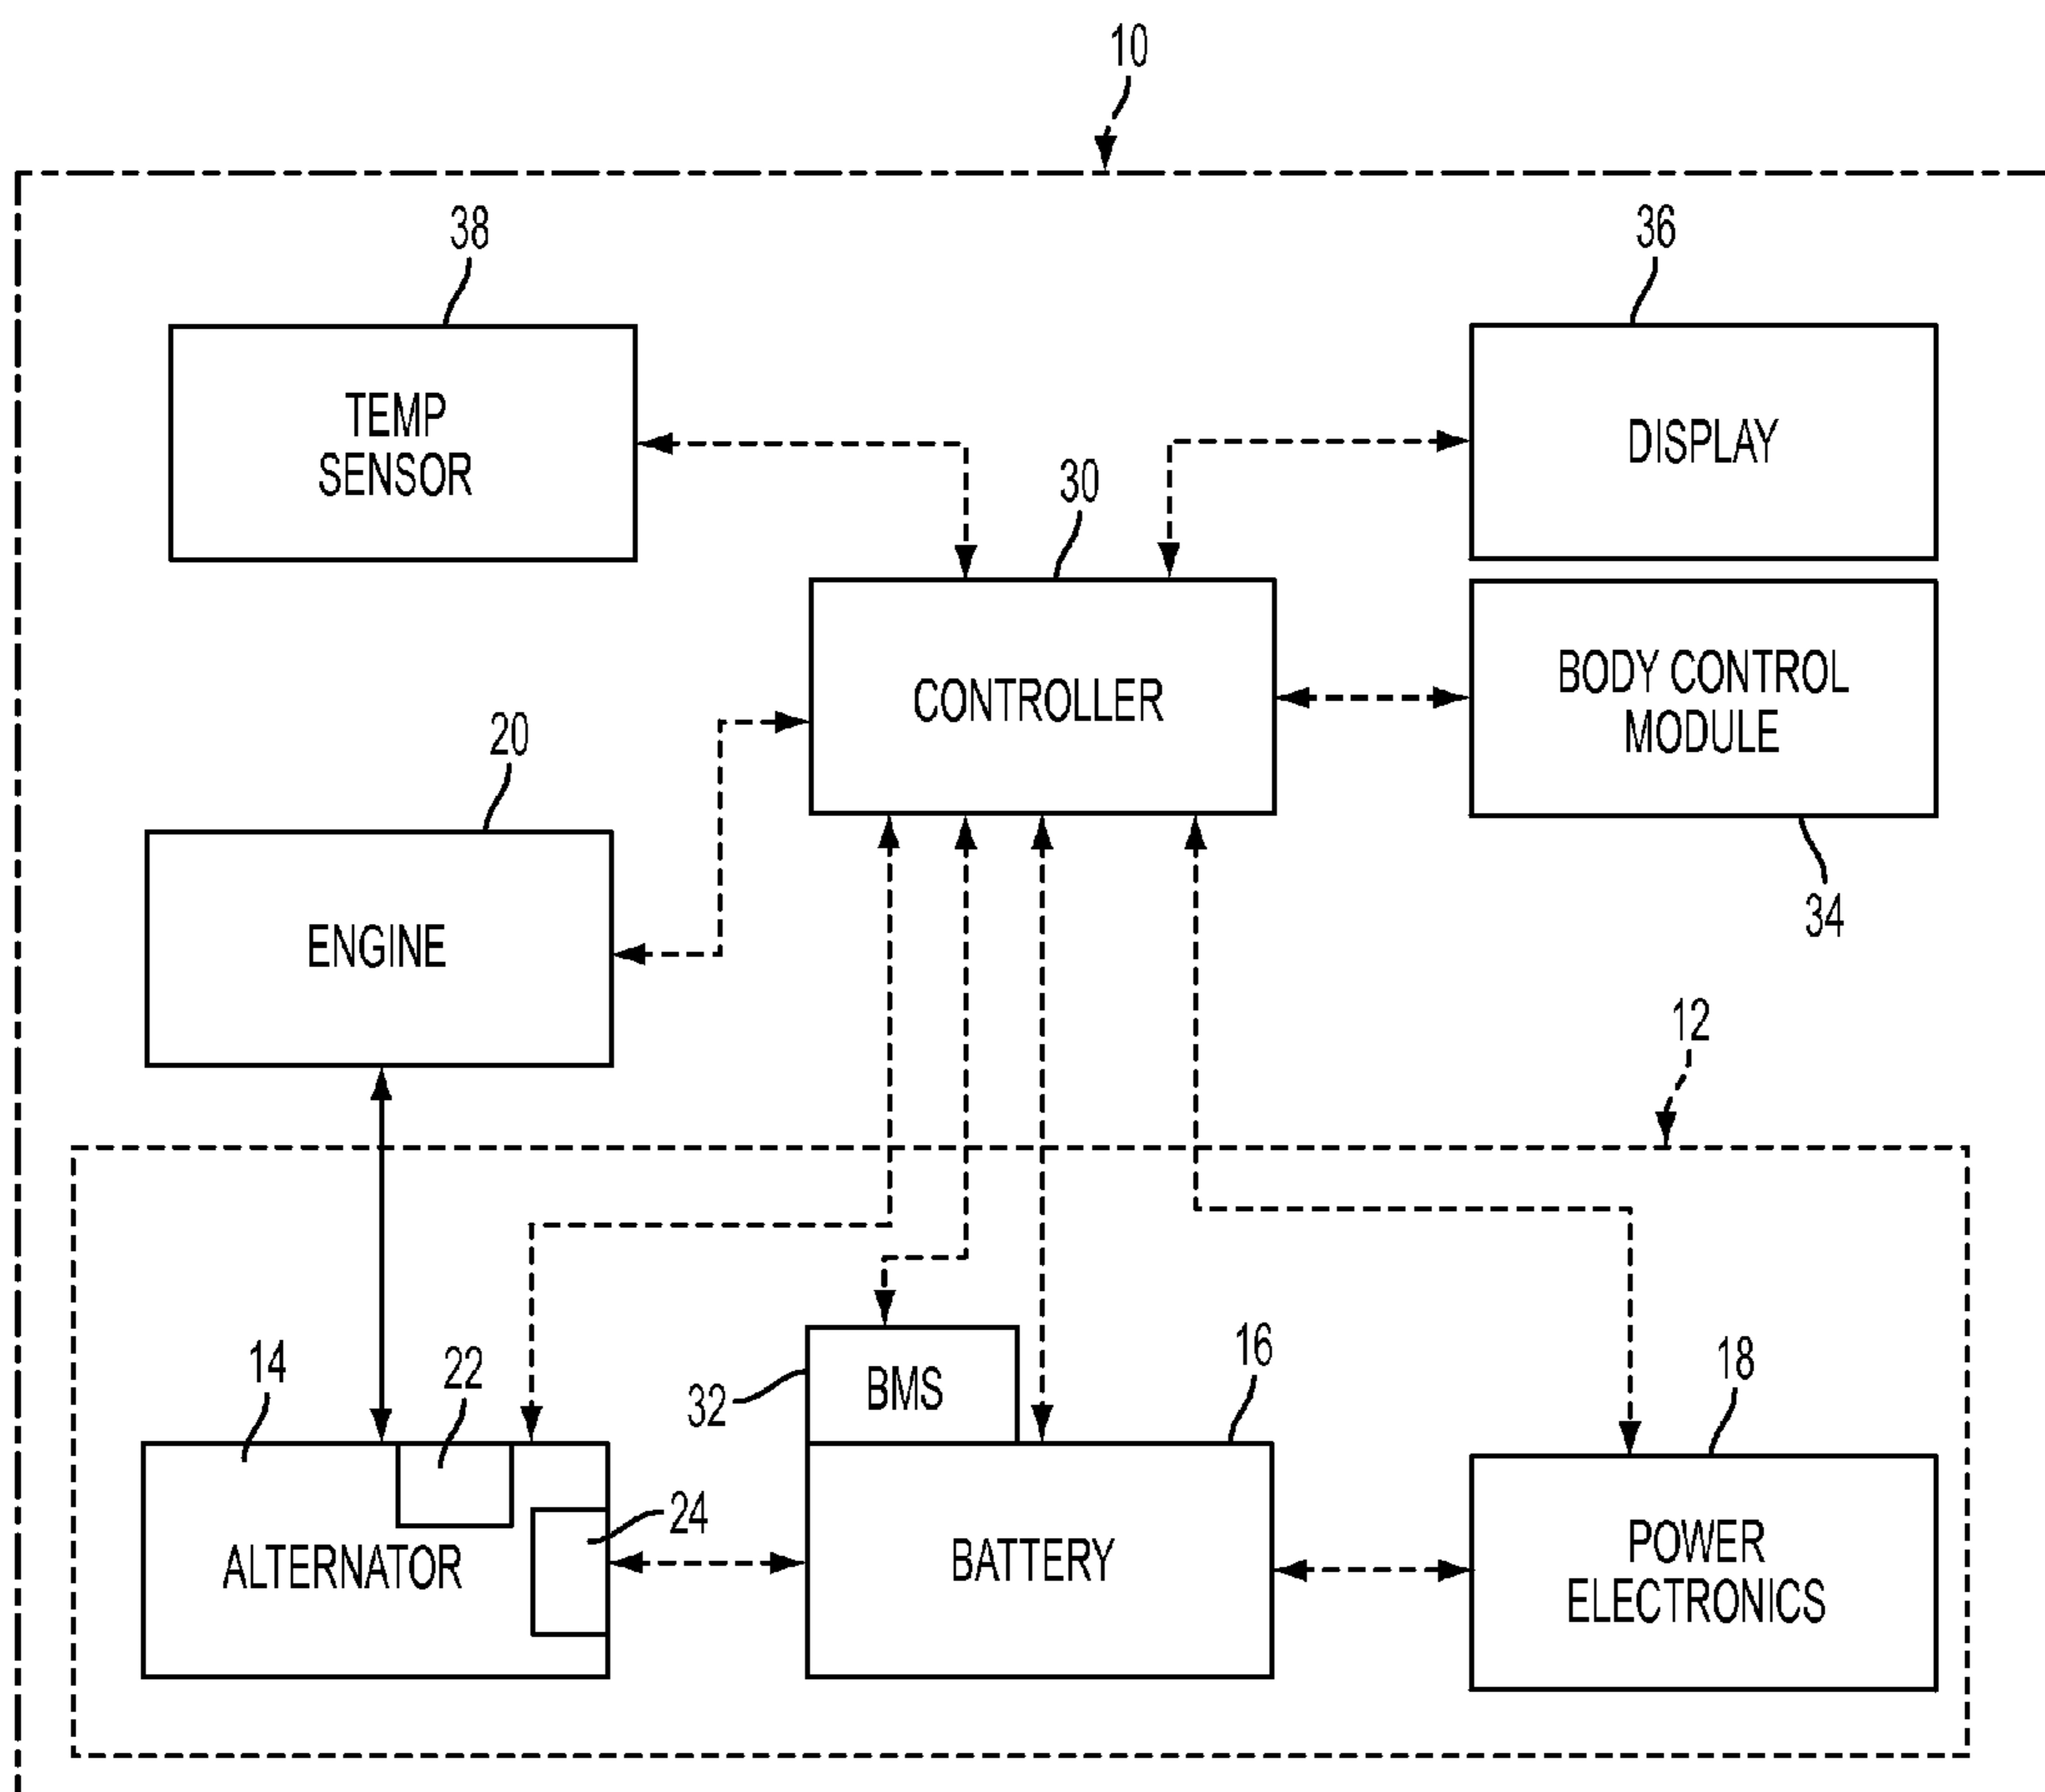 10
38
36
TEMP
SENSOR
DISPLAY
30
CONTROLLER
BODY CONTROL
MODULE
20
34
ENGINE
12
14
22
32
BMS
16
18
24
ALTERNATOR
BATTERY
POWER
ELECTRONICS